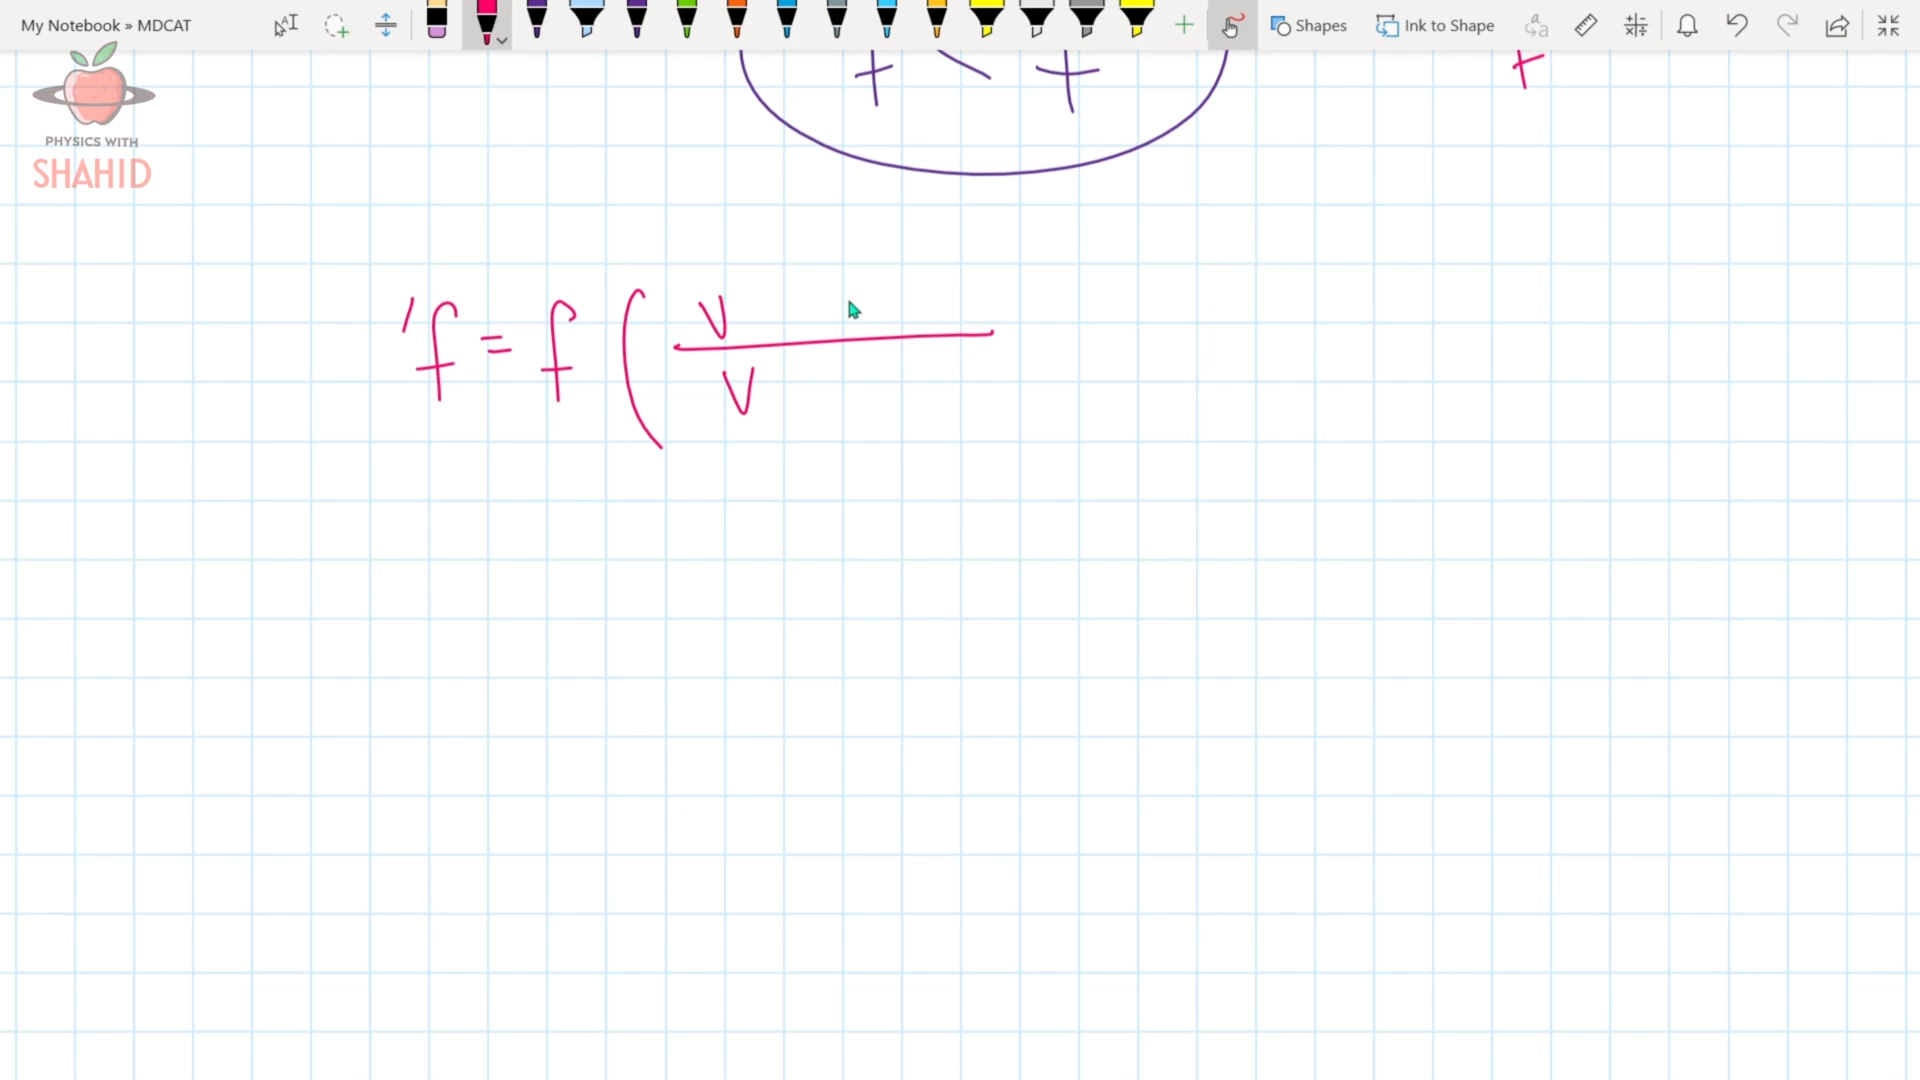 My Notebook » MDCAT
Shapes
Ink to Shape
PHYSICS WITH
SHAHID
f f
f
'f = f ( V
V